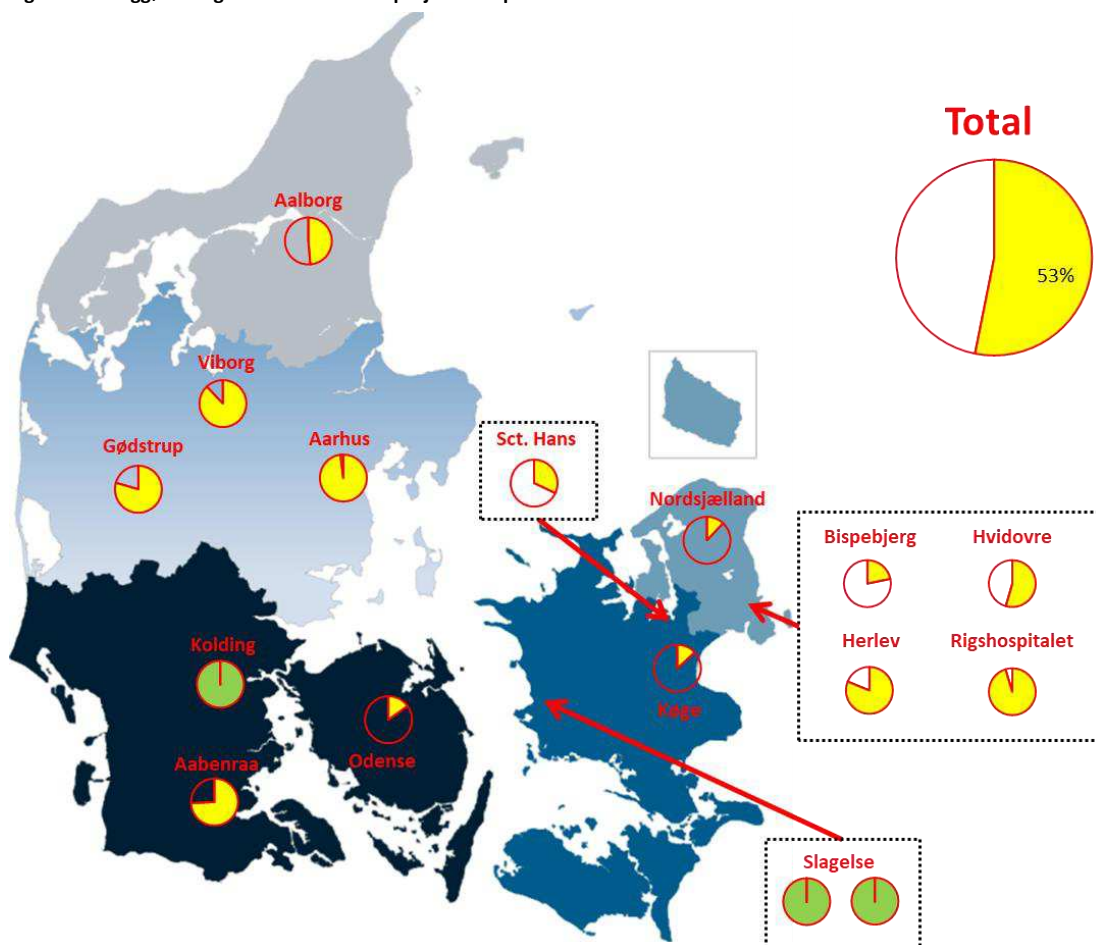 Total
Aalborg
53%
Viborg
Gødstrup
Aarhus
Sct. Hans
Nordsjælland
Bispebjerg
Hvidovre
Kolding
Herlev
Rigshospitalet
Køge
Aabenraa
Odense
Slagelse